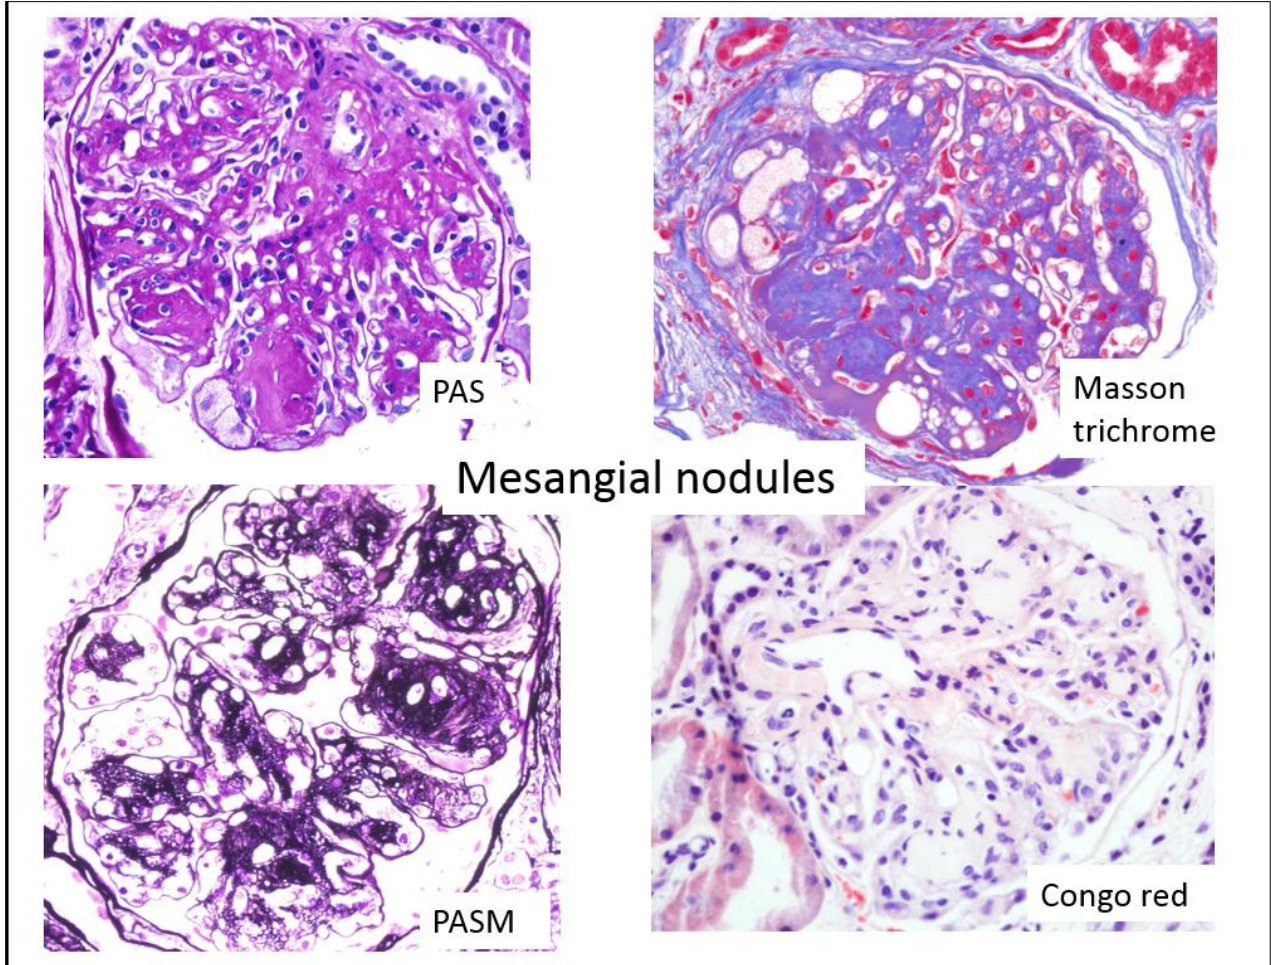 PAS
Masson
trichrome
Mesangial nodules
PASM
Congo red